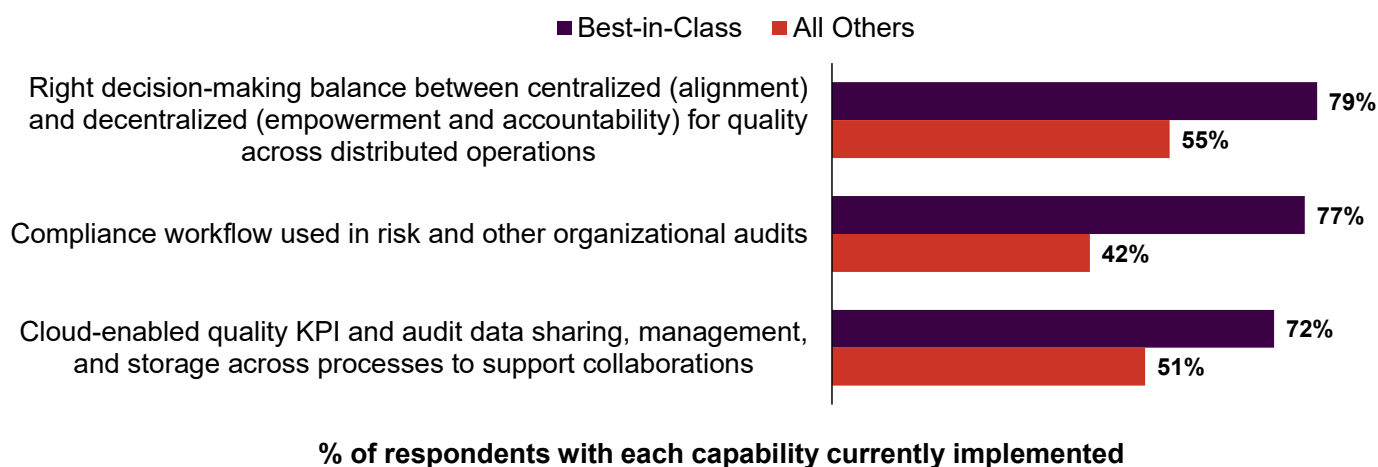 Best-in-Class All Others
Right decision-making balance between centralized (alignment)
and decentralized (empowerment and accountability) for quality
across distributed operations
79%
55%
Compliance workflow used in risk and other organizational audits
77%
42%
Cloud-enabled quality KPI and audit data sharing, management,
and storage across processes to support collaborations
72%
51%
% of respondents with each capability currently implemented